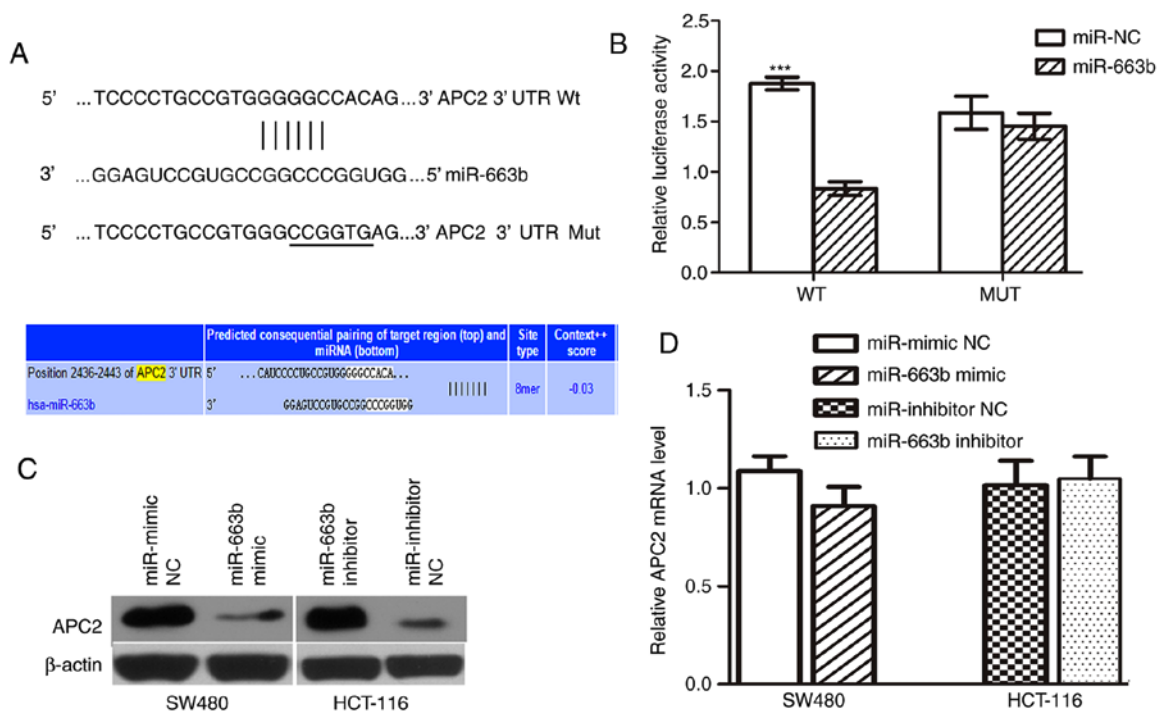 A
5' ...TCCCCTGCCGTGGGGGCCACAG...3' APC2 3' UTR Wt
3' ...GGAGUCCGUGCCGGCCCGGUGG...5' miR-663b
5' ...TCCCCTGCCGTGGGCCGGTGAG...3' APC2 3' UTR Mut
Predicted consequential pairing of target region (top) and miRNA (bottom)
Site type
Context++ score
Position 2436-2443 of APC2 3' UTR 5' ...CAUCCCCUGCCGUGGGGGCCACA...
8mer
-0.03
hsa-miR-663b 3' GGAGUCCGUGCCGGCCCGGUGG
B
Relative luciferase activity
2.5
2.0
1.5
1.0
0.5
0.0
***
WT
MUT
miR-NC
miR-663b
C
miR-mimic NC
miR-663b mimic
miR-663b inhibitor
miR-inhibitor NC
APC2
β-actin
SW480
HCT-116
D
miR-mimic NC
miR-663b mimic
miR-inhibitor NC
miR-663b inhibitor
Relative APC2 mRNA level
1.5
1.0
0.5
0.0
SW480
HCT-116